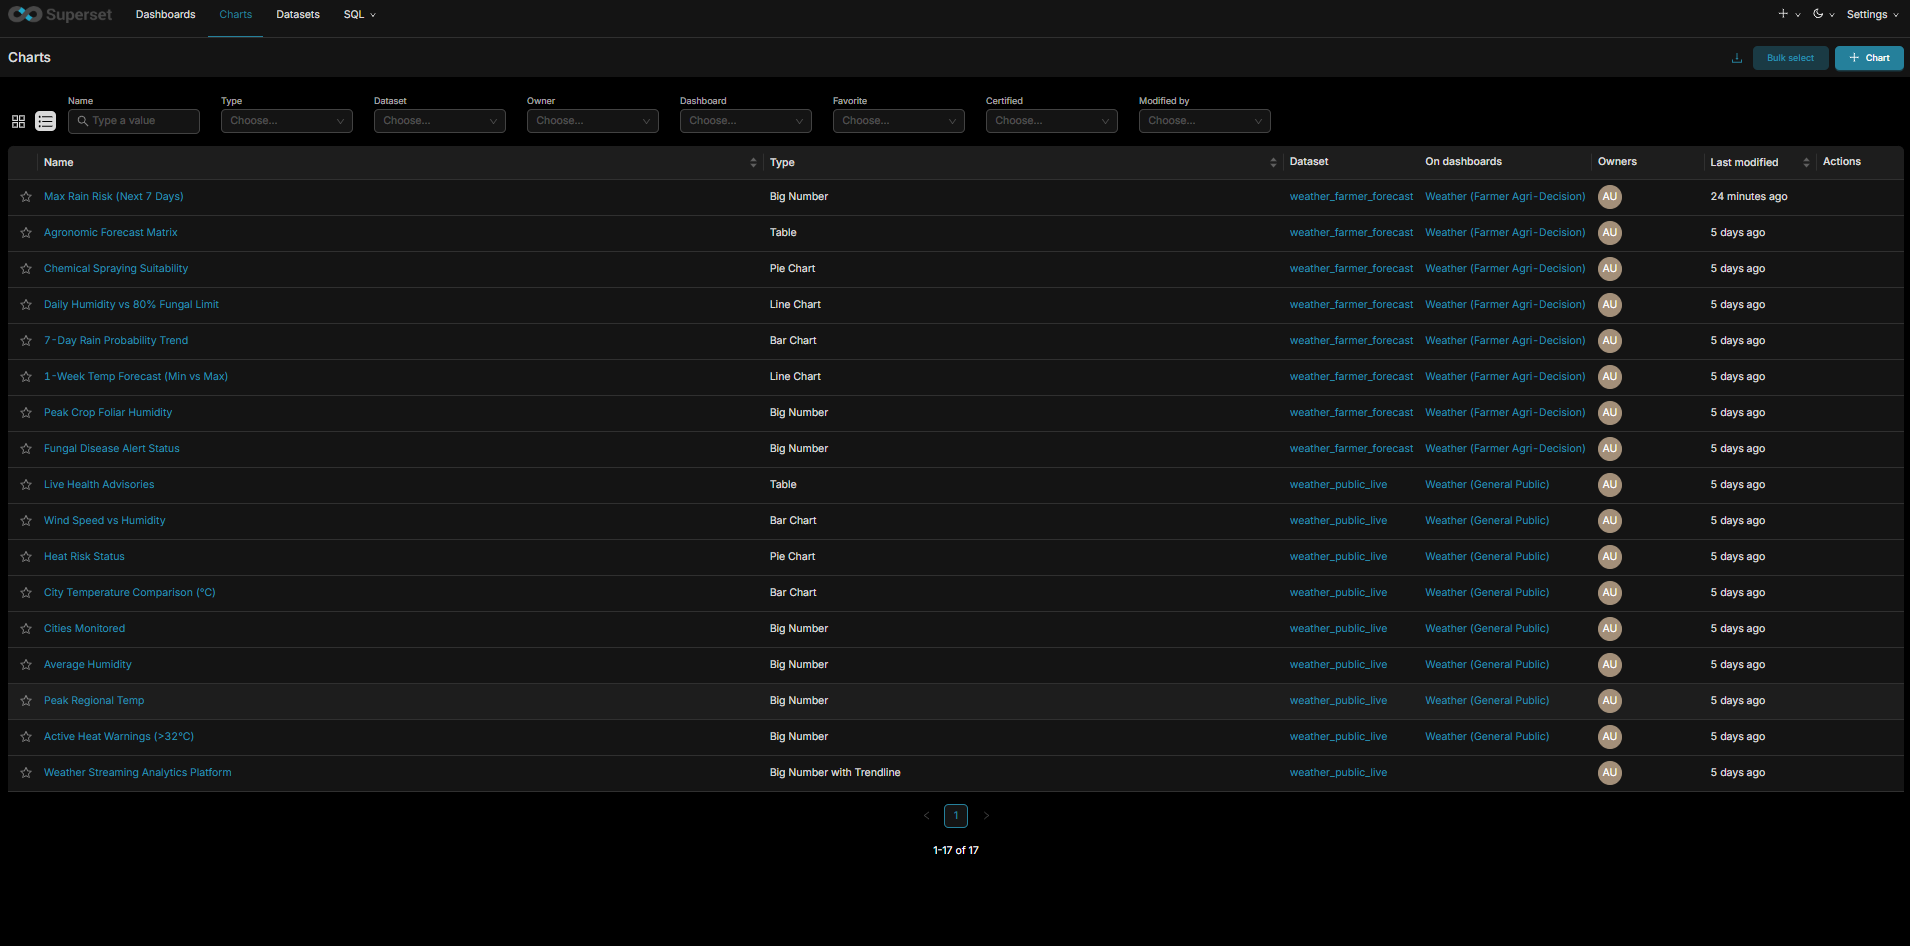 Superset Dashboards Charts Datasets SQL Settings
Charts Bulk select + Chart
Name Type Dataset Owner Dashboard Favorite Certified Modified by
Type a value Choose... Choose... Choose... Choose... Choose... Choose... Choose...
Name Type Dataset On dashboards Owners Last modified Actions
Max Rain Risk (Next 7 Days) Big Number weather_farmer_forecast Weather (Farmer Agri-Decision) AU 24 minutes ago
Agronomic Forecast Matrix Table weather_farmer_forecast Weather (Farmer Agri-Decision) AU 5 days ago
Chemical Spraying Suitability Pie Chart weather_farmer_forecast Weather (Farmer Agri-Decision) AU 5 days ago
Daily Humidity vs 80% Fungal Limit Line Chart weather_farmer_forecast Weather (Farmer Agri-Decision) AU 5 days ago
7-Day Rain Probability Trend Bar Chart weather_farmer_forecast Weather (Farmer Agri-Decision) AU 5 days ago
1-Week Temp Forecast (Min vs Max) Line Chart weather_farmer_forecast Weather (Farmer Agri-Decision) AU 5 days ago
Peak Crop Foliar Humidity Big Number weather_farmer_forecast Weather (Farmer Agri-Decision) AU 5 days ago
Fungal Disease Alert Status Big Number weather_farmer_forecast Weather (Farmer Agri-Decision) AU 5 days ago
Live Health Advisories Table weather_public_live Weather (General Public) AU 5 days ago
Wind Speed vs Humidity Bar Chart weather_public_live Weather (General Public) AU 5 days ago
Heat Risk Status Pie Chart weather_public_live Weather (General Public) AU 5 days ago
City Temperature Comparison (°C) Bar Chart weather_public_live Weather (General Public) AU 5 days ago
Cities Monitored Big Number weather_public_live Weather (General Public) AU 5 days ago
Average Humidity Big Number weather_public_live Weather (General Public) AU 5 days ago
Peak Regional Temp Big Number weather_public_live Weather (General Public) AU 5 days ago
Active Heat Warnings (>32°C) Big Number weather_public_live Weather (General Public) AU 5 days ago
Weather Streaming Analytics Platform Big Number with Trendline weather_public_live AU 5 days ago
1
1-17 of 17